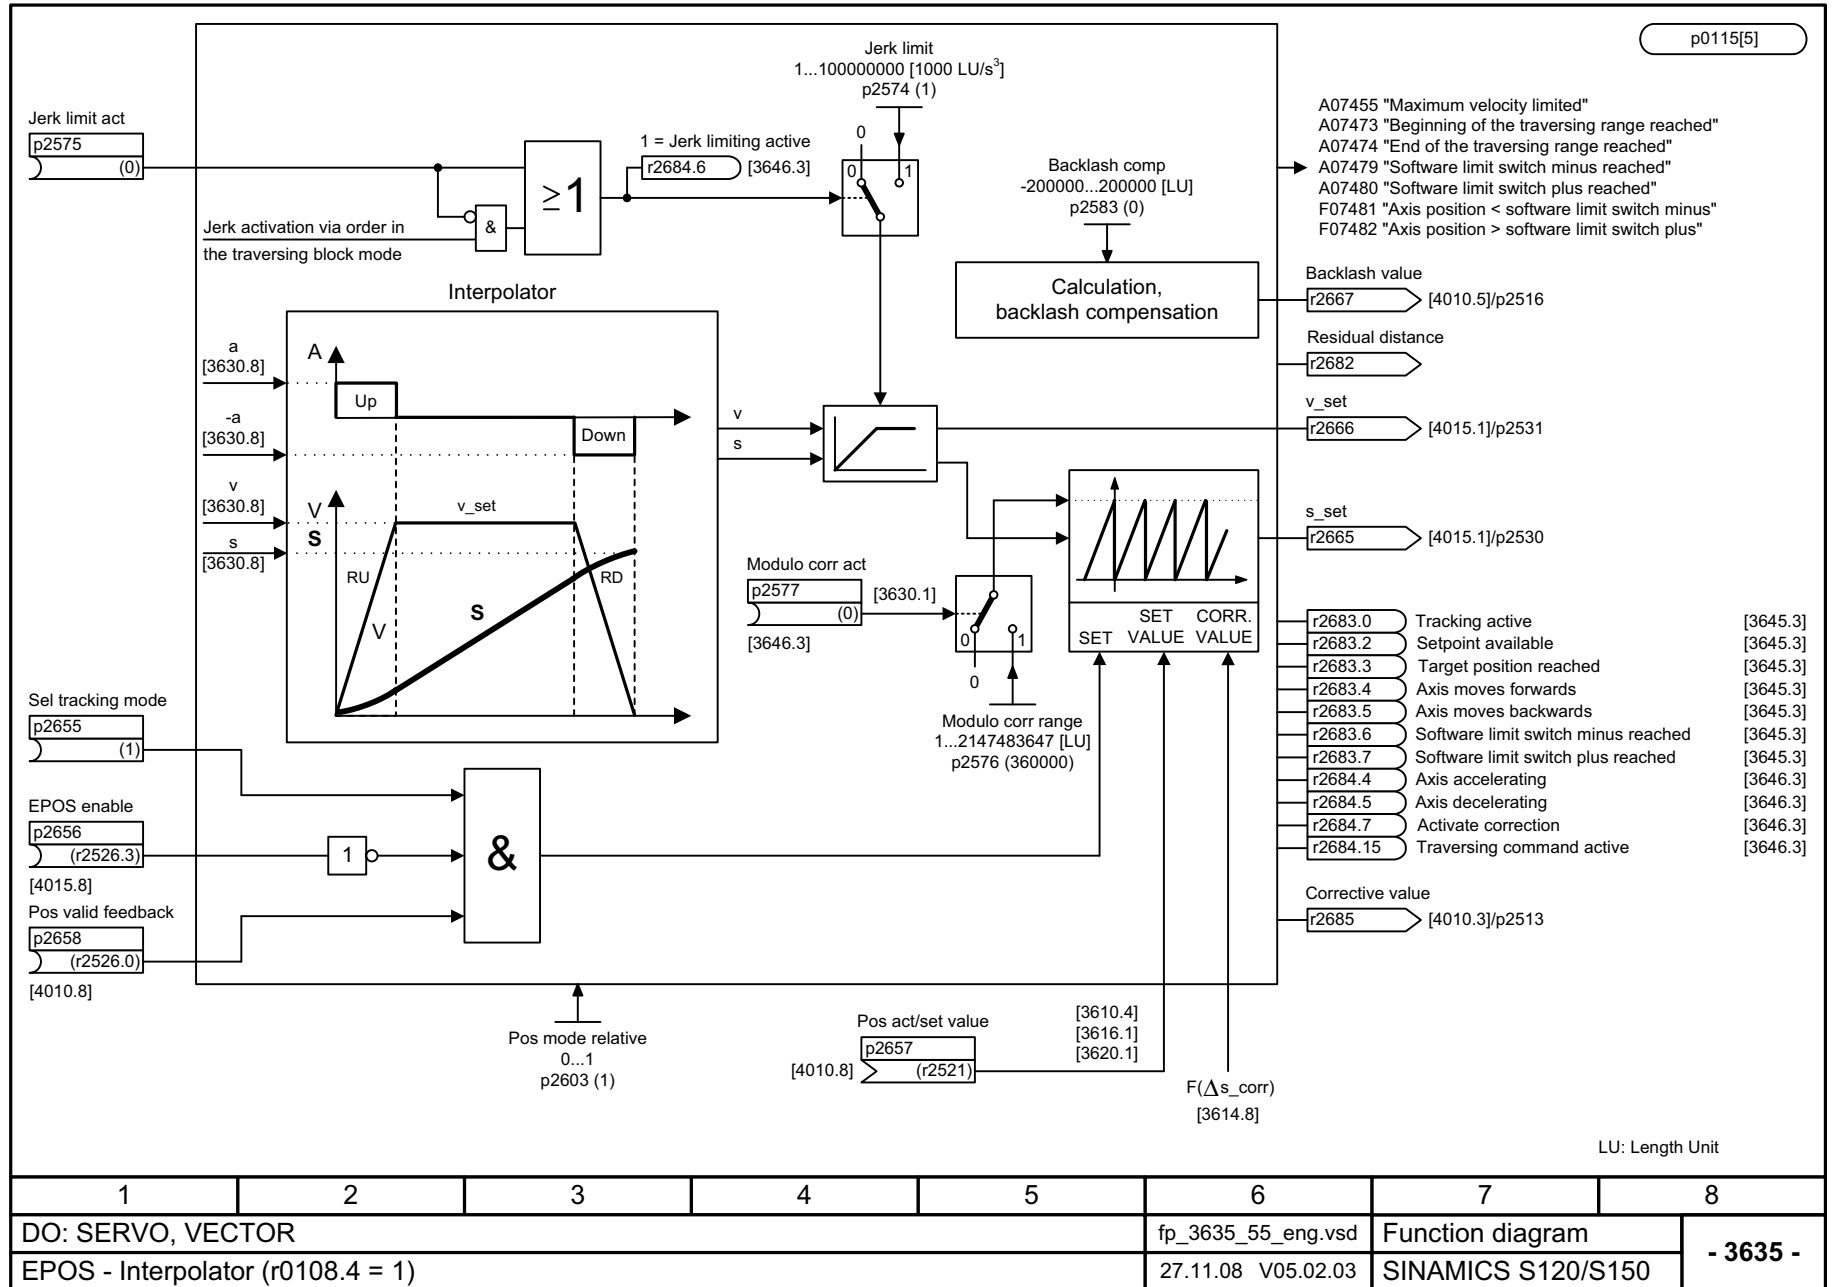 p0115[5]
Jerk limit
1...100000000 [1000 LU/s³]
p2574 (1)
A07455 "Maximum velocity limited"
A07473 "Beginning of the traversing range reached"
A07474 "End of the traversing range reached"
A07479 "Software limit switch minus reached"
A07480 "Software limit switch plus reached"
F07481 "Axis position < software limit switch minus"
F07482 "Axis position > software limit switch plus"
Jerk limit act
p2575
(0)
≥1
&
1 = Jerk limiting active
r2684.6
[3646.3]
0
0
1
Jerk activation via order in
the traversing block mode
Backlash comp
-200000...200000 [LU]
p2583 (0)
Calculation,
backlash compensation
Backlash value
r2667
[4010.5]/p2516
Residual distance
r2682
v_set
r2666
[4015.1]/p2531
s_set
r2665
[4015.1]/p2530
Interpolator
a
[3630.8]
-a
[3630.8]
v
[3630.8]
s
[3630.8]
A
Up
Down
V
S
v_set
RU
V
S
RD
v
s
Modulo corr act
p2577
(0)
[3646.3]
[3630.1]
0
1
0
Modulo corr range
1...2147483647 [LU]
p2576 (360000)
SET
SET
VALUE
CORR.
VALUE
r2683.0 Tracking active [3645.3]
r2683.2 Setpoint available [3645.3]
r2683.3 Target position reached [3645.3]
r2683.4 Axis moves forwards [3645.3]
r2683.5 Axis moves backwards [3645.3]
r2683.6 Software limit switch minus reached [3645.3]
r2683.7 Software limit switch plus reached [3645.3]
r2684.4 Axis accelerating [3646.3]
r2684.5 Axis decelerating [3646.3]
r2684.7 Activate correction [3646.3]
r2684.15 Traversing command active [3646.3]
Corrective value
r2685
[4010.3]/p2513
Sel tracking mode
p2655
(1)
EPOS enable
p2656
(r2526.3)
[4015.8]
1
&
Pos valid feedback
p2658
(r2526.0)
[4010.8]
Pos mode relative
0...1
p2603 (1)
Pos act/set value
p2657
(r2521)
[4010.8]
[3610.4]
[3616.1]
[3620.1]
F(Δs_corr)
[3614.8]
LU: Length Unit
1 2 3 4 5 6 7 8
DO: SERVO, VECTOR
fp_3635_55_eng.vsd
Function diagram
- 3635 -
EPOS - Interpolator (r0108.4 = 1)
27.11.08 V05.02.03
SINAMICS S120/S150